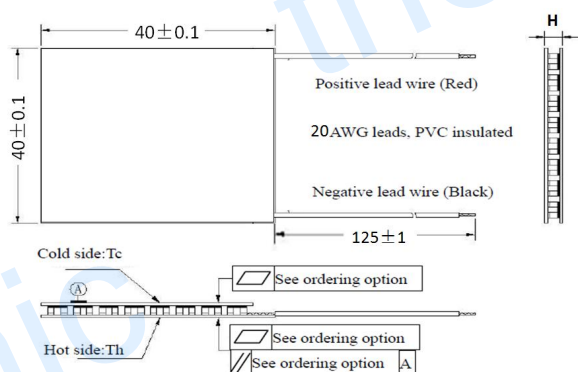 H
40±0.1
40±0.1
Positive lead wire (Red)
20AWG leads, PVC insulated
Negative lead wire (Black)
125±1
Cold side:Tc
A
See ordering option
Hot side:Th
See ordering option
See ordering option A